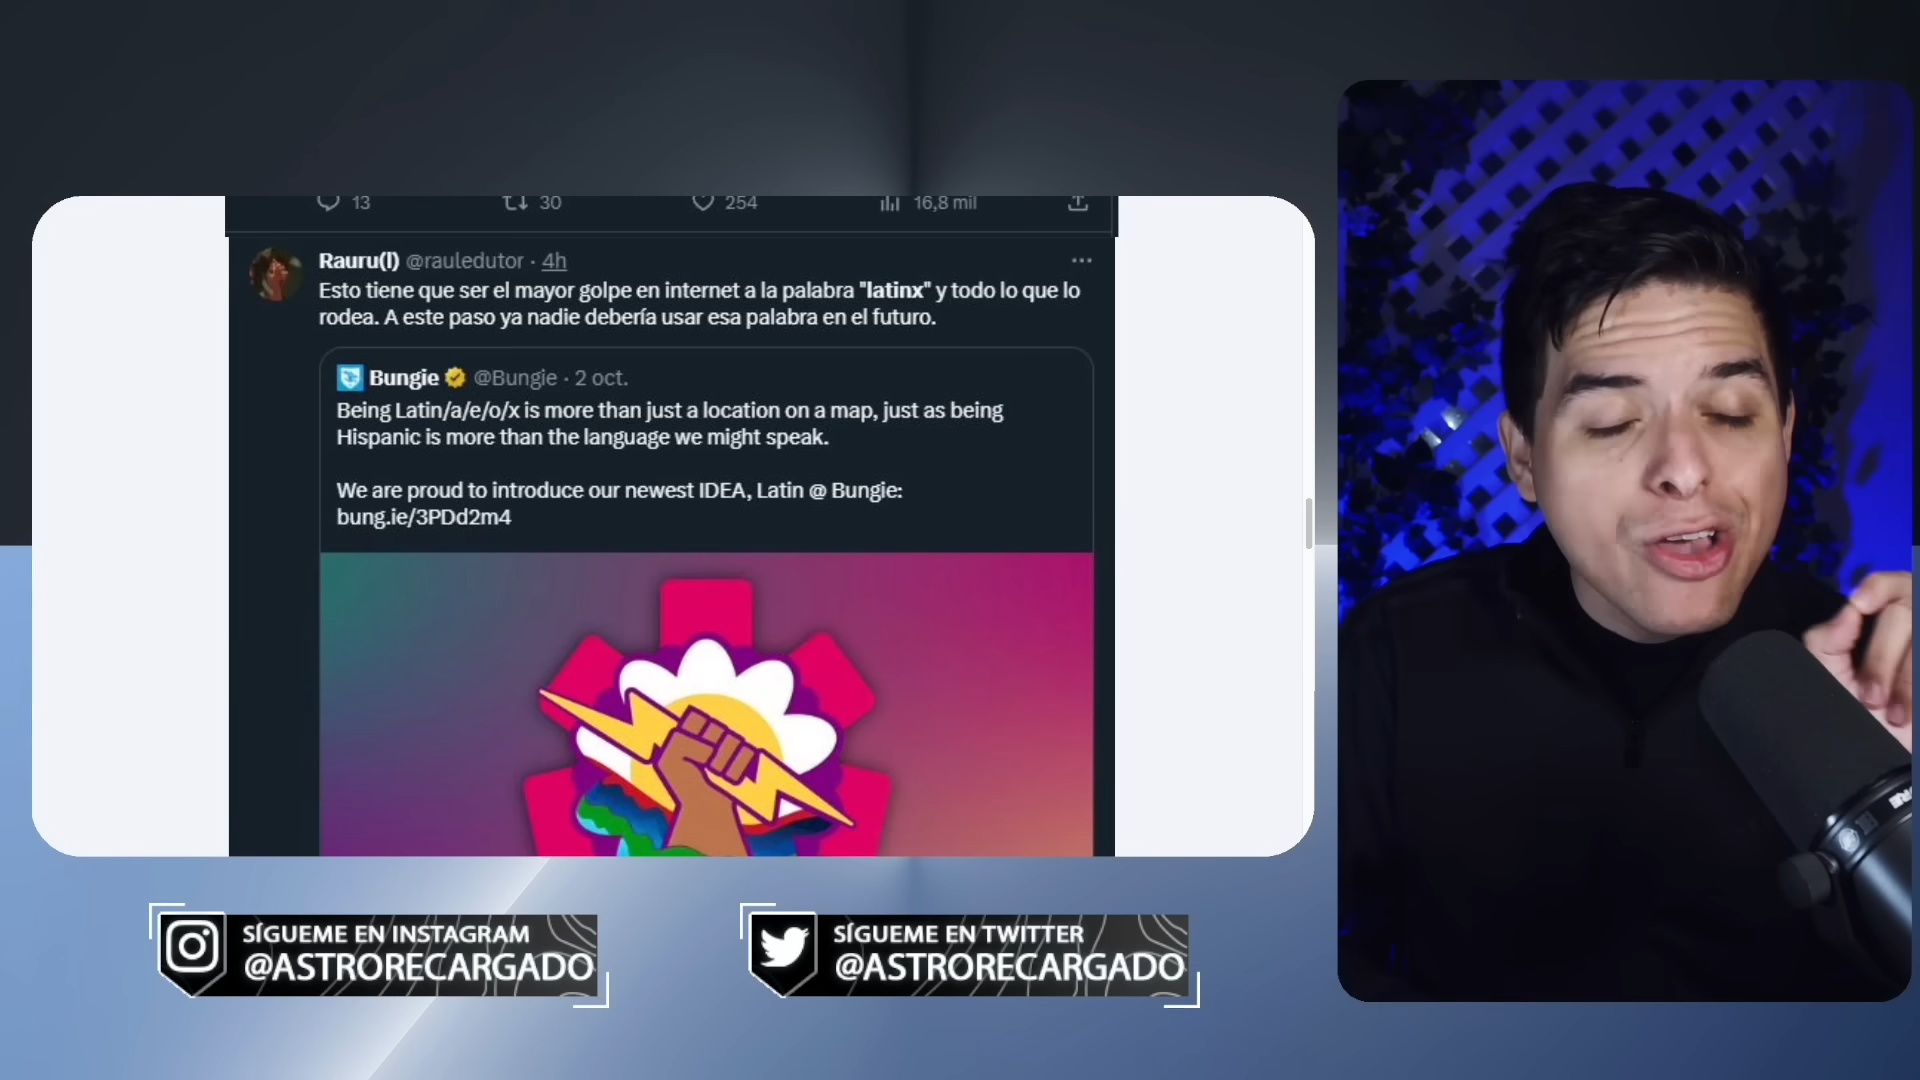 13 30 254 16,8 mil
Rauru(l) @rauledutor · 4h
Esto tiene que ser el mayor golpe en internet a la palabra "latinx" y todo lo que lo
rodea. A este paso ya nadie debería usar esa palabra en el futuro.
Bungie @Bungie · 2 oct.
Being Latin/a/e/o/x is more than just a location on a map, just as being
Hispanic is more than the language we might speak.
We are proud to introduce our newest IDEA, Latin @ Bungie:
bung.ie/3PDd2m4
SÍGUEME EN INSTAGRAM
@ASTRORECARGADO
SÍGUEME EN TWITTER
@ASTRORECARGADO